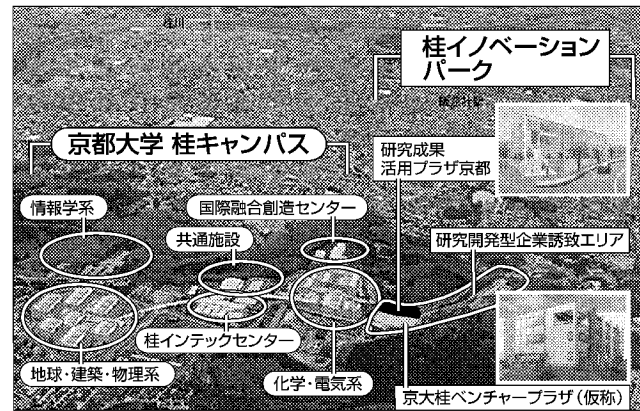 桂川
桂イノベーション
パーク
京都大学 桂キャンパス
研究成果
活用プラザ京都
情報学系
国際融合創造センター
共通施設
研究開発型企業誘致エリア
桂インテックセンター
地球・建築・物理系
化学・電気系
京大桂ベンチャープラザ(仮称)